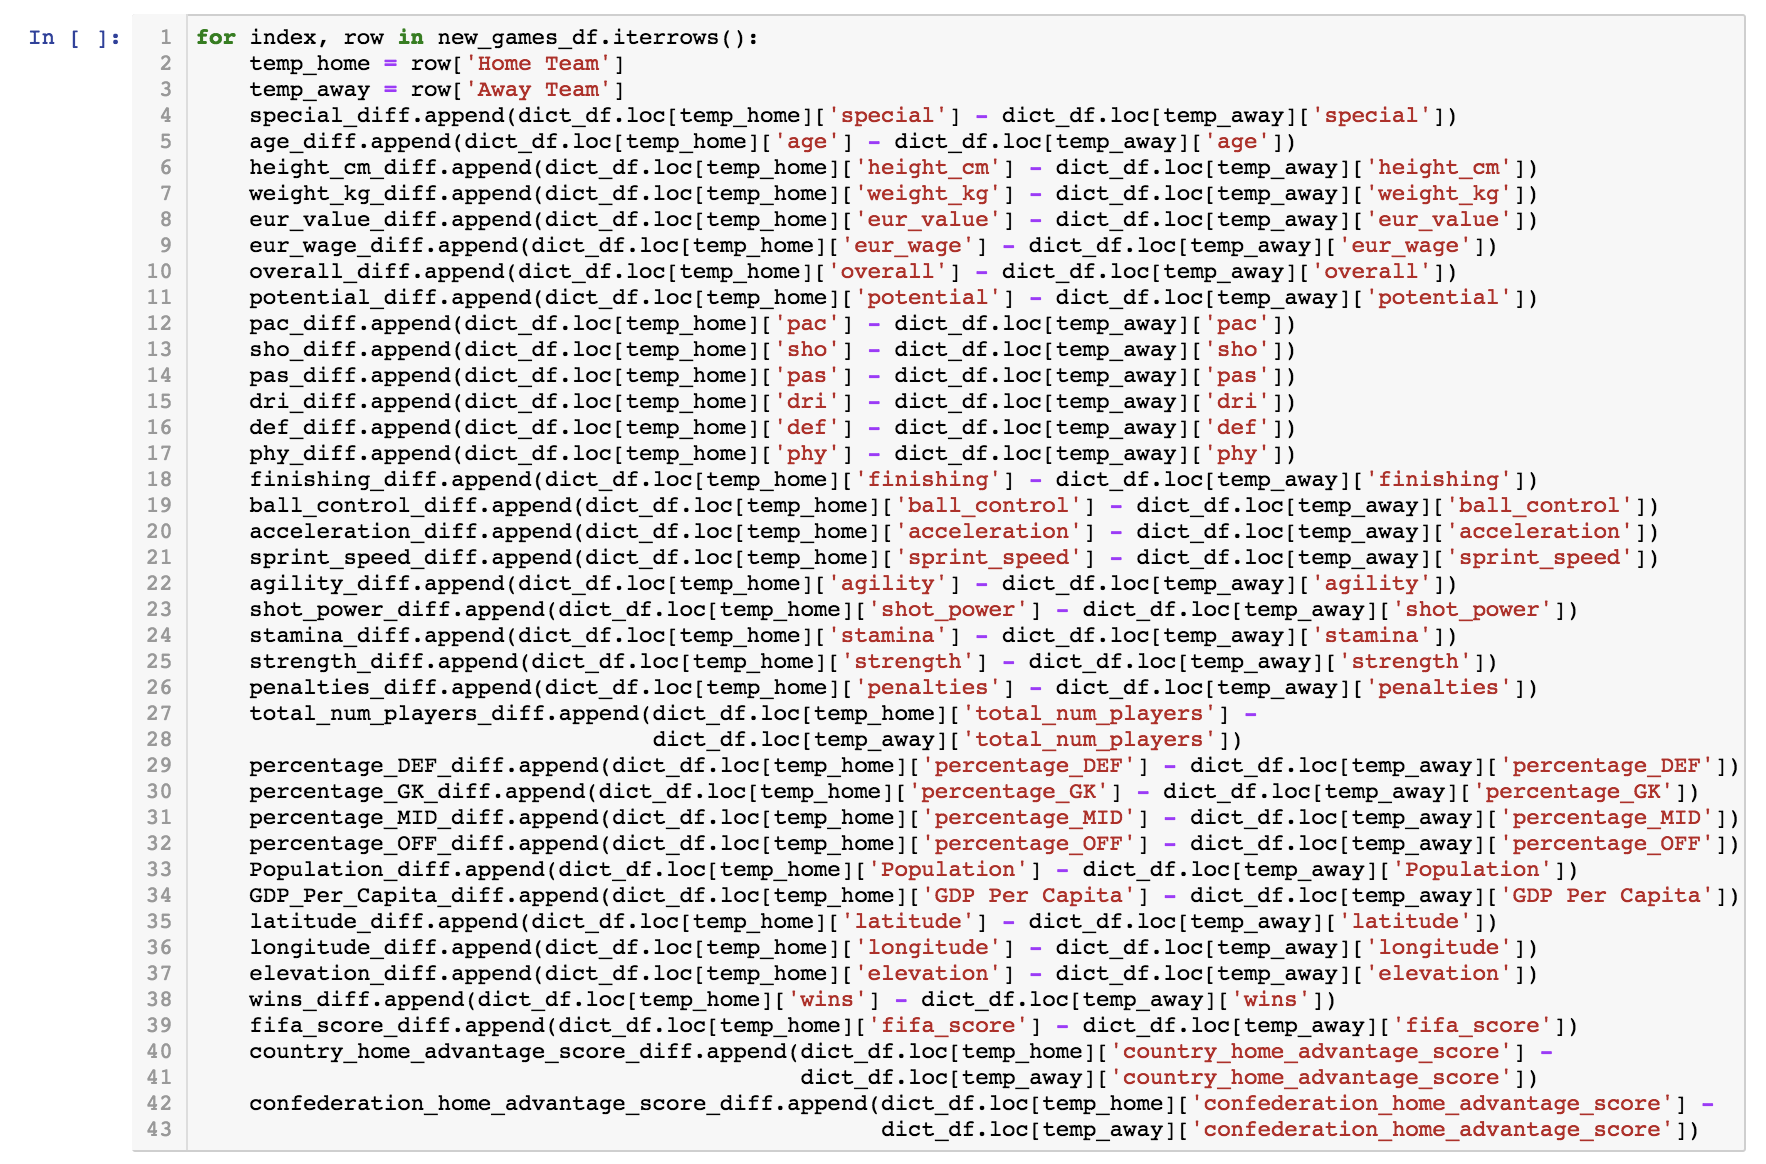 In [ ]:
1 for index, row in new_games_df.iterrows():
2     temp_home = row['Home Team']
3     temp_away = row['Away Team']
4     special_diff.append(dict_df.loc[temp_home]['special'] - dict_df.loc[temp_away]['special'])
5     age_diff.append(dict_df.loc[temp_home]['age'] - dict_df.loc[temp_away]['age'])
6     height_cm_diff.append(dict_df.loc[temp_home]['height_cm'] - dict_df.loc[temp_away]['height_cm'])
7     weight_kg_diff.append(dict_df.loc[temp_home]['weight_kg'] - dict_df.loc[temp_away]['weight_kg'])
8     eur_value_diff.append(dict_df.loc[temp_home]['eur_value'] - dict_df.loc[temp_away]['eur_value'])
9     eur_wage_diff.append(dict_df.loc[temp_home]['eur_wage'] - dict_df.loc[temp_away]['eur_wage'])
10     overall_diff.append(dict_df.loc[temp_home]['overall'] - dict_df.loc[temp_away]['overall'])
11     potential_diff.append(dict_df.loc[temp_home]['potential'] - dict_df.loc[temp_away]['potential'])
12     pac_diff.append(dict_df.loc[temp_home]['pac'] - dict_df.loc[temp_away]['pac'])
13     sho_diff.append(dict_df.loc[temp_home]['sho'] - dict_df.loc[temp_away]['sho'])
14     pas_diff.append(dict_df.loc[temp_home]['pas'] - dict_df.loc[temp_away]['pas'])
15     dri_diff.append(dict_df.loc[temp_home]['dri'] - dict_df.loc[temp_away]['dri'])
16     def_diff.append(dict_df.loc[temp_home]['def'] - dict_df.loc[temp_away]['def'])
17     phy_diff.append(dict_df.loc[temp_home]['phy'] - dict_df.loc[temp_away]['phy'])
18     finishing_diff.append(dict_df.loc[temp_home]['finishing'] - dict_df.loc[temp_away]['finishing'])
19     ball_control_diff.append(dict_df.loc[temp_home]['ball_control'] - dict_df.loc[temp_away]['ball_control'])
20     acceleration_diff.append(dict_df.loc[temp_home]['acceleration'] - dict_df.loc[temp_away]['acceleration'])
21     sprint_speed_diff.append(dict_df.loc[temp_home]['sprint_speed'] - dict_df.loc[temp_away]['sprint_speed'])
22     agility_diff.append(dict_df.loc[temp_home]['agility'] - dict_df.loc[temp_away]['agility'])
23     shot_power_diff.append(dict_df.loc[temp_home]['shot_power'] - dict_df.loc[temp_away]['shot_power'])
24     stamina_diff.append(dict_df.loc[temp_home]['stamina'] - dict_df.loc[temp_away]['stamina'])
25     strength_diff.append(dict_df.loc[temp_home]['strength'] - dict_df.loc[temp_away]['strength'])
26     penalties_diff.append(dict_df.loc[temp_home]['penalties'] - dict_df.loc[temp_away]['penalties'])
27     total_num_players_diff.append(dict_df.loc[temp_home]['total_num_players'] -
28                                   dict_df.loc[temp_away]['total_num_players'])
29     percentage_DEF_diff.append(dict_df.loc[temp_home]['percentage_DEF'] - dict_df.loc[temp_away]['percentage_DEF'])
30     percentage_GK_diff.append(dict_df.loc[temp_home]['percentage_GK'] - dict_df.loc[temp_away]['percentage_GK'])
31     percentage_MID_diff.append(dict_df.loc[temp_home]['percentage_MID'] - dict_df.loc[temp_away]['percentage_MID'])
32     percentage_OFF_diff.append(dict_df.loc[temp_home]['percentage_OFF'] - dict_df.loc[temp_away]['percentage_OFF'])
33     Population_diff.append(dict_df.loc[temp_home]['Population'] - dict_df.loc[temp_away]['Population'])
34     GDP_Per_Capita_diff.append(dict_df.loc[temp_home]['GDP Per Capita'] - dict_df.loc[temp_away]['GDP Per Capita'])
35     latitude_diff.append(dict_df.loc[temp_home]['latitude'] - dict_df.loc[temp_away]['latitude'])
36     longitude_diff.append(dict_df.loc[temp_home]['longitude'] - dict_df.loc[temp_away]['longitude'])
37     elevation_diff.append(dict_df.loc[temp_home]['elevation'] - dict_df.loc[temp_away]['elevation'])
38     wins_diff.append(dict_df.loc[temp_home]['wins'] - dict_df.loc[temp_away]['wins'])
39     fifa_score_diff.append(dict_df.loc[temp_home]['fifa_score'] - dict_df.loc[temp_away]['fifa_score'])
40     country_home_advantage_score_diff.append(dict_df.loc[temp_home]['country_home_advantage_score'] -
41                                              dict_df.loc[temp_away]['country_home_advantage_score'])
42     confederation_home_advantage_score_diff.append(dict_df.loc[temp_home]['confederation_home_advantage_score'] -
43                                                    dict_df.loc[temp_away]['confederation_home_advantage_score'])